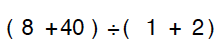 ( 8 +40 ) ÷( 1 + 2)